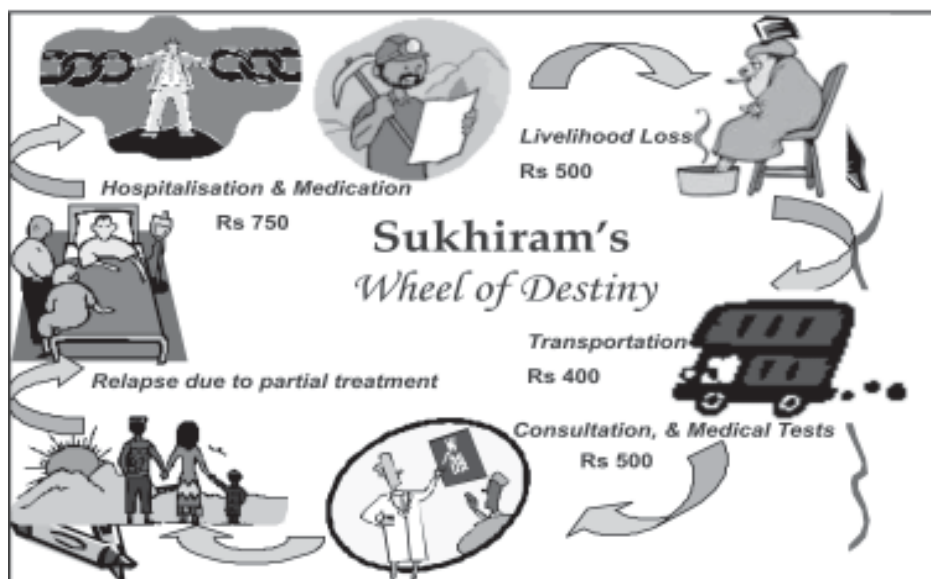 Livelihood Loss
Rs 500
Hospitalisation & Medication
Rs 750
Sukhiram's
Wheel of Destiny
Transportation
Rs 400
Relapse due to partial treatment
Consultation, & Medical Tests
Rs 500